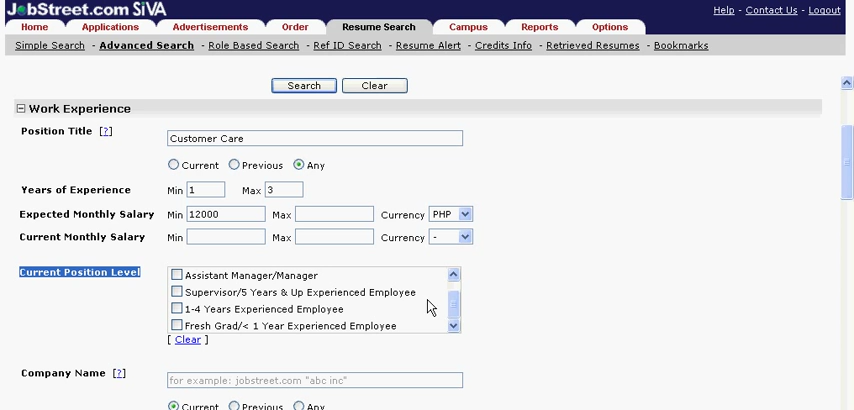 JobStreet.com SiVA
Help - Contact Us - Logout
Home Applications Advertisements Order Resume Search Campus Reports Options
Simple Search - Advanced Search - Role Based Search - Ref ID Search - Resume Alert - Credits Info - Retrieved Resumes - Bookmarks
Search Clear
Work Experience
Position Title [?]
Customer Care
Current Previous Any
Years of Experience Min 1 Max 3
Expected Monthly Salary Min 12000 Max Currency PHP
Current Monthly Salary Min Max Currency -
Current Position Level
Assistant Manager/Manager
Supervisor/5 Years & Up Experienced Employee
1-4 Years Experienced Employee
Fresh Grad/< 1 Year Experienced Employee
[ Clear ]
Company Name [?]
for example: jobstreet.com "abc inc"
Current Previous Any